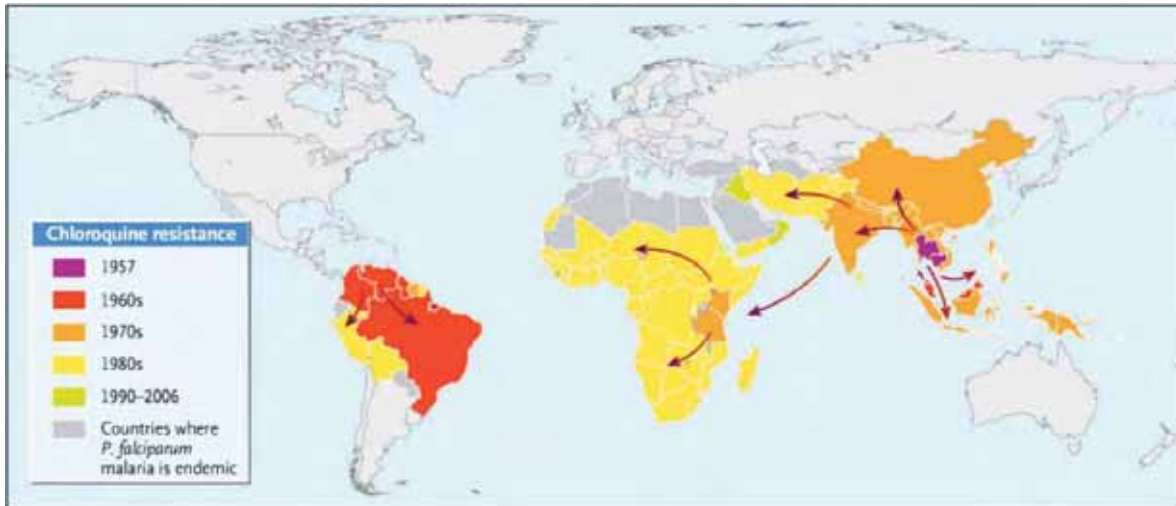 Chloroquine resistance
1957
1960s
1970s
1980s
1990–2006
Countries where
P. falciparum
malaria is endemic